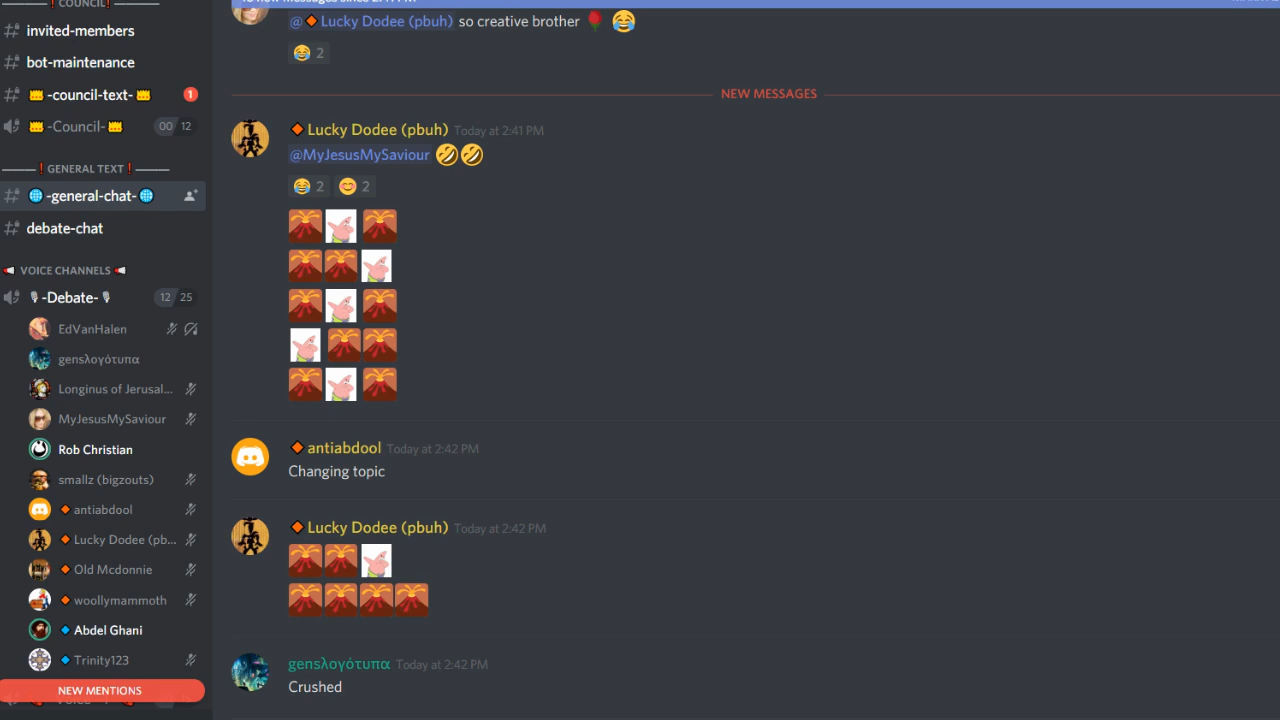 COUNCIL
invited-members
bot-maintenance
-council-text-
1
-Council-
00 12
GENERAL TEXT
-general-chat-
debate-chat
VOICE CHANNELS
-Debate-
12 25
EdVanHalen
gensλογότυπα
Longinus of Jerusal...
MyJesusMySaviour
Rob Christian
smallz (bigzouts)
antiabdool
Lucky Dodee (pb...
Old Mcdonnie
woollymammoth
Abdel Ghani
Trinity123
NEW MENTIONS
@Lucky Dodee (pbuh) so creative brother
2
NEW MESSAGES
Lucky Dodee (pbuh) Today at 2:41 PM
@MyJesusMySaviour
2 2
antiabdool Today at 2:42 PM
Changing topic
Lucky Dodee (pbuh) Today at 2:42 PM
gensλογότυπα Today at 2:42 PM
Crushed